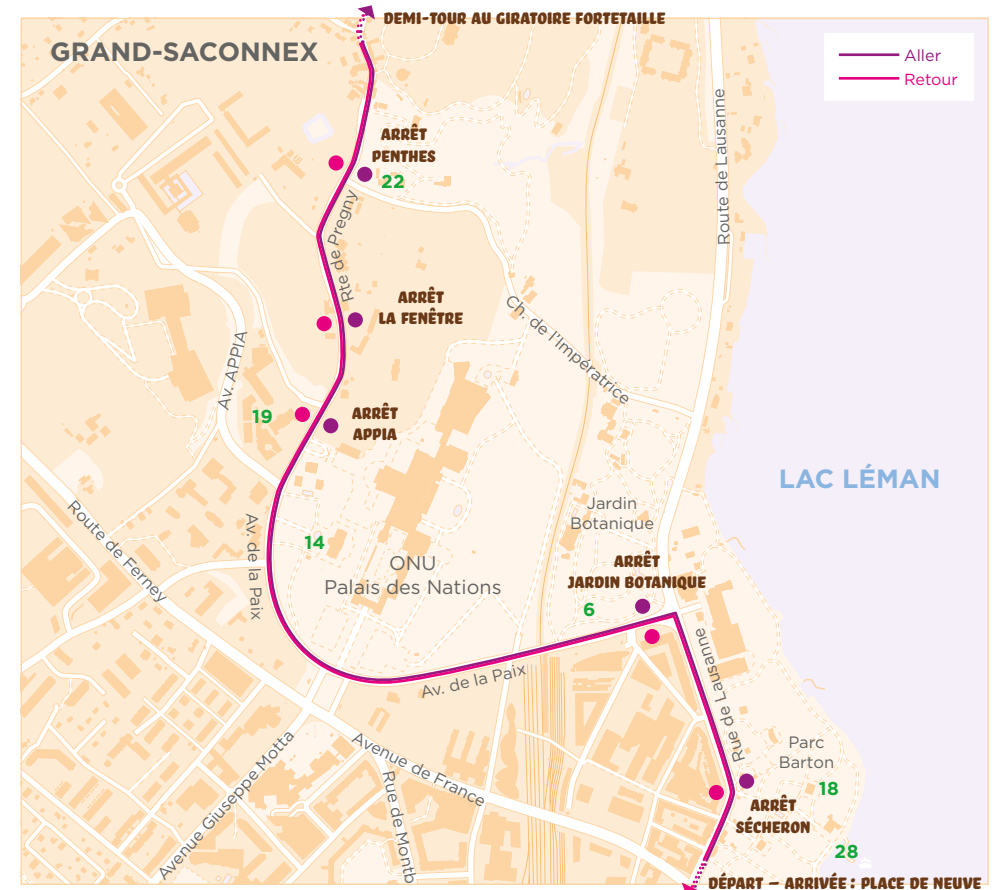 DEMI-TOUR AU GIRATOIRE FORTETAILLE
GRAND-SACONNEX
Aller
Retour
Route de Lausanne
ARRÊT
PENTHES
22
Rte de Pregny
ARRÊT
LA FENÊTRE
Ch. de l'Impératrice
Av. APPIA
19
ARRÊT
APPIA
LAC LÉMAN
Route de Ferney
Av. de la Paix
14
Jardin
Botanique
ONU
Palais des Nations
ARRÊT
JARDIN BOTANIQUE
6
Av. de la Paix
Rue de Lausanne
Avenue Giuseppe Motta
Avenue de France
Rue de Montb
Parc
Barton
18
ARRÊT
SÉCHERON
28
DÉPART – ARRIVÉE : PLACE DE NEUVE